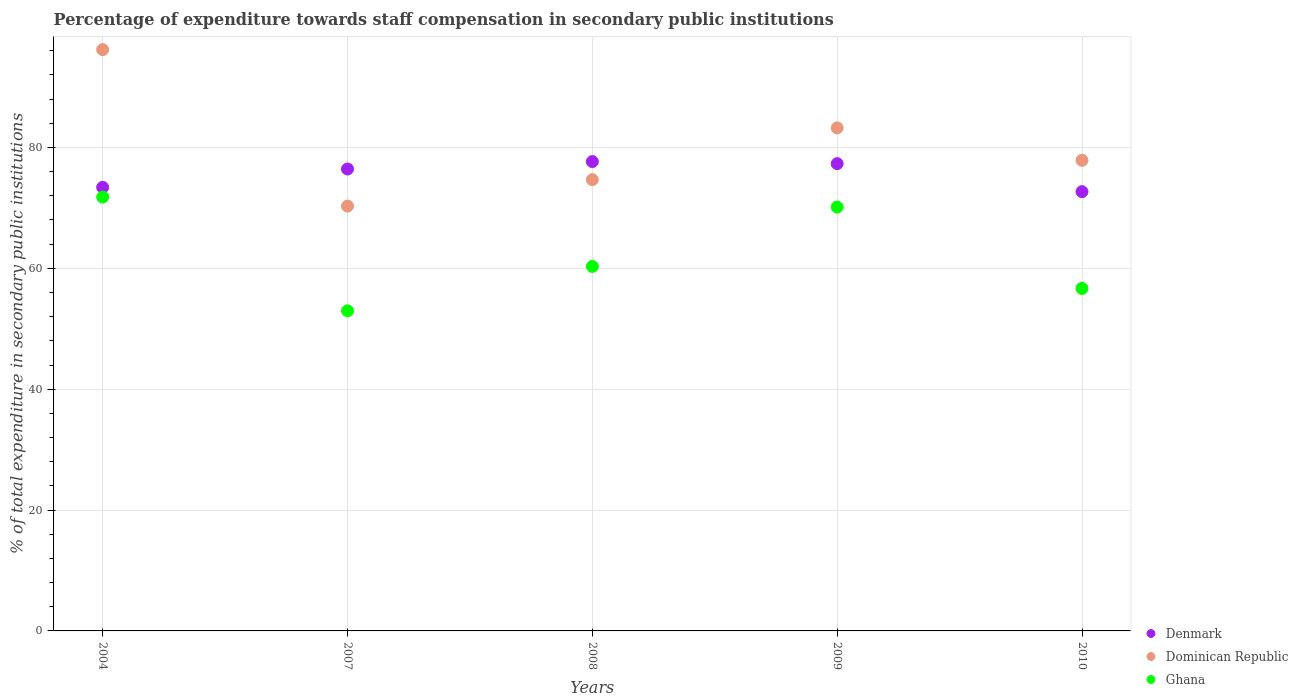 Percentage of expenditure towards staff compensation in secondary public institutions
% of total expenditure in secondary public institutions
80
60
40
20
0
2004
2007
2008
2009
2010
Years
Denmark
Dominican Republic
Ghana